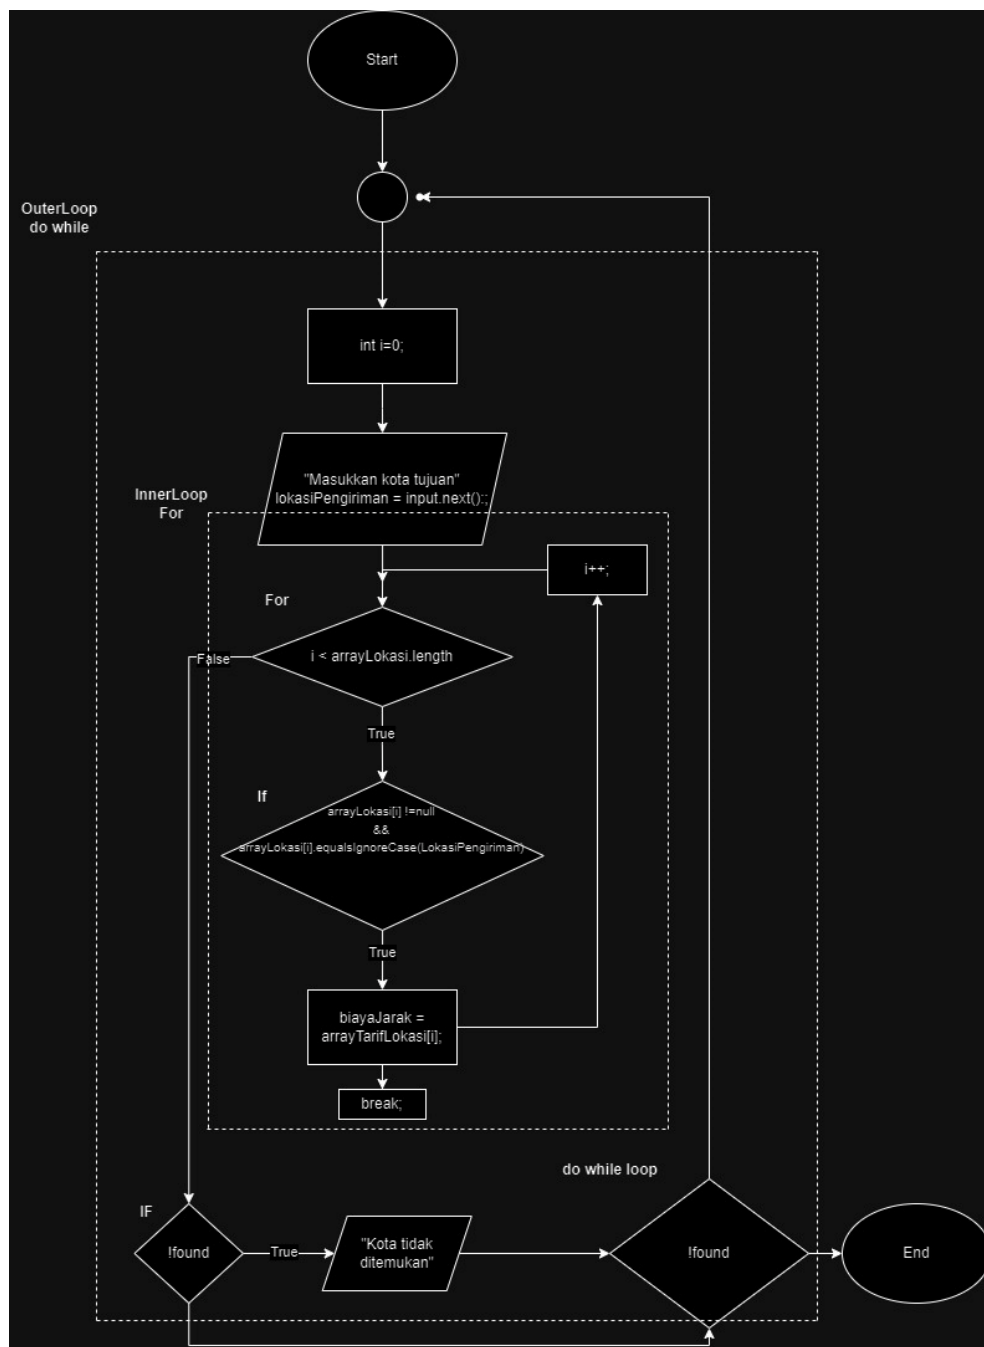 Start
OuterLoop
do while
int i=0;
"Masukkan kota tujuan"
lokasiPengiriman = input.next():;
InnerLoop
For
i++;
For
i < arrayLokasi.length
False
True
If
arrayLokasi[i] !=null
&&
arrayLokasi[i].equalsIgnoreCase(LokasiPengiriman)
True
biayaJarak =
arrayTarifLokasi[i];
break;
do while loop
IF
!found
True
"Kota tidak
ditemukan"
!found
End